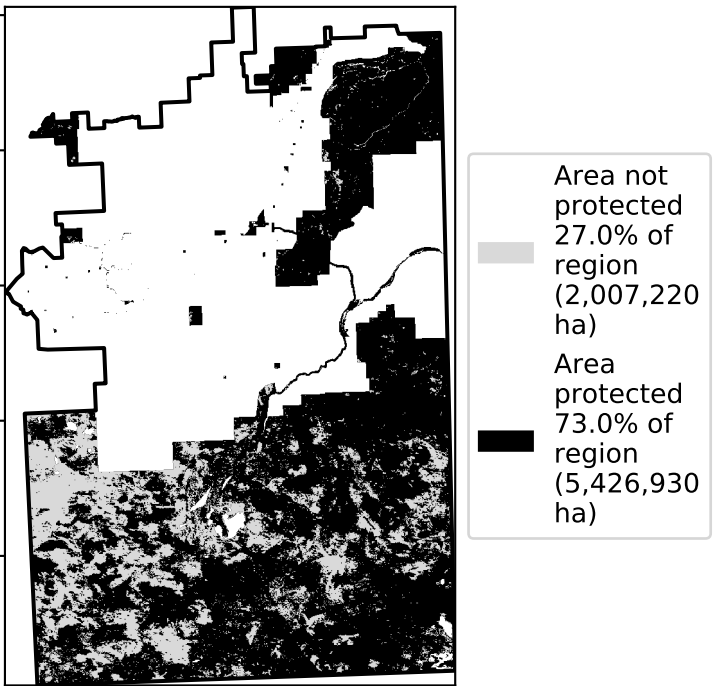 Area not
protected
27.0% of
region
(2,007,220
ha)
Area
protected
73.0% of
region
(5,426,930
ha)